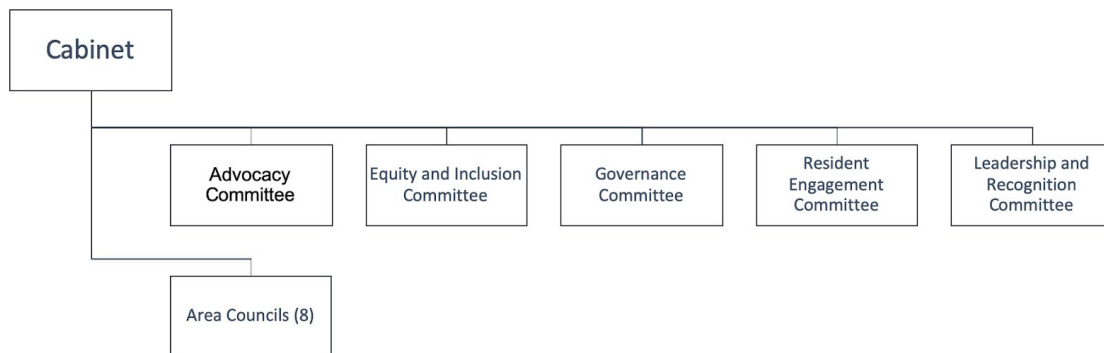 Cabinet
Advocacy
Committee
Equity and Inclusion
Committee
Governance
Committee
Resident
Engagement
Committee
Leadership and
Recognition
Committee
Area Councils (8)